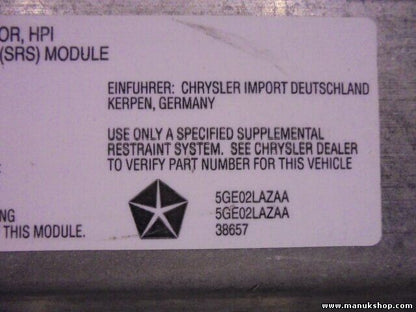 OR, HPI
(SRS) MODULE
EINFUHRER: CHRYSLER IMPORT DEUTSCHLAND
KERPEN, GERMANY
USE ONLY A SPECIFIED SUPPLEMENTAL
RESTRAINT SYSTEM. SEE CHRYSLER DEALER
TO VERIFY PART NUMBER FOR THIS VEHICLE
ING
THIS MODULE.
5GE02LAZAA
5GE02LAZAA
38657
www.manukshop.com